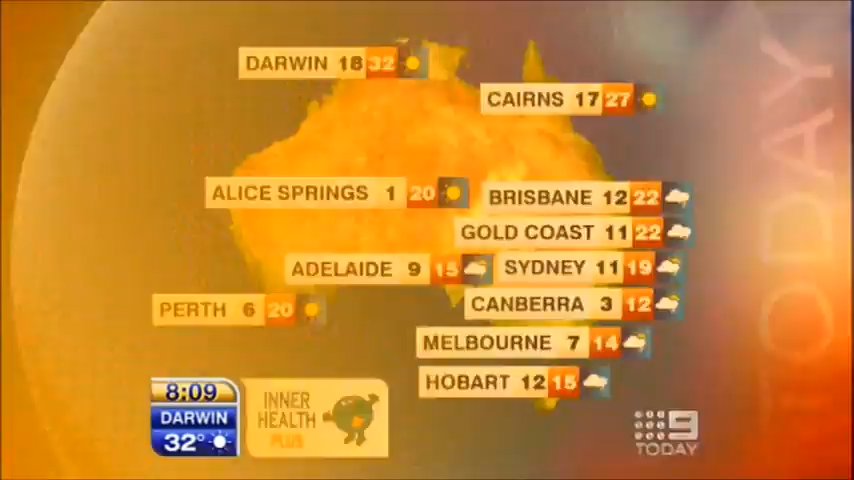 DARWIN 18 32
CAIRNS 17 27
ALICE SPRINGS 1 20
BRISBANE 12 22
GOLD COAST 11 22
ADELAIDE 9 15
SYDNEY 11 19
PERTH 6 20
CANBERRA 3 12
MELBOURNE 7 14
HOBART 12 15
8:09
DARWIN
32°
INNER
HEALTH
PLUS
9
TODAY
TODAY